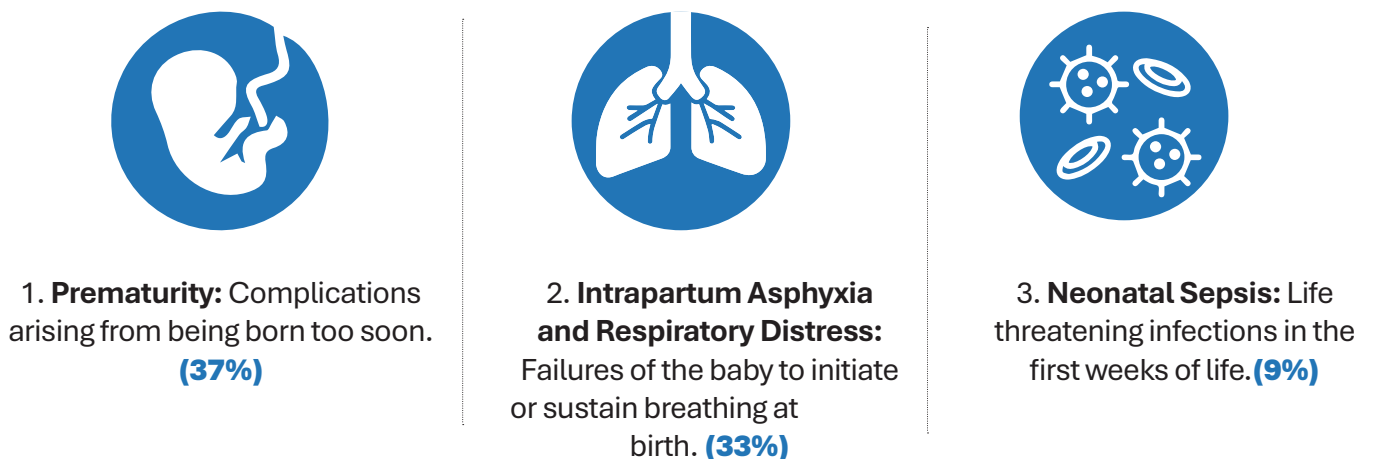 1. Prematurity: Complications
arising from being born too soon.
(37%)
2. Intrapartum Asphyxia
and Respiratory Distress:
Failures of the baby to initiate
or sustain breathing at
birth. (33%)
3. Neonatal Sepsis: Life
threatening infections in the
first weeks of life.(9%)